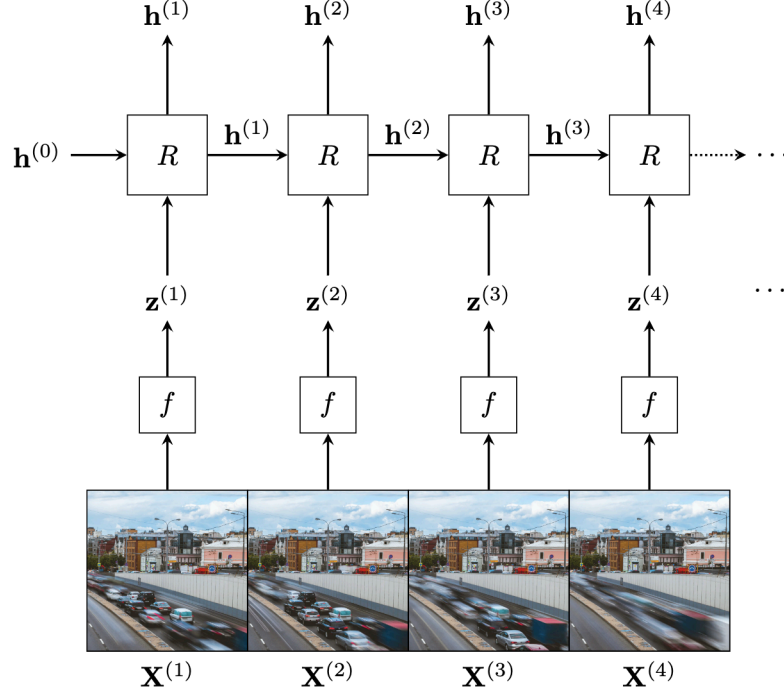 h^(1) h^(2) h^(3) h^(4)
h^(0) R h^(1) R h^(2) R h^(3) R ···
z^(1) z^(2) z^(3) z^(4) ···
f f f f
X^(1) X^(2) X^(3) X^(4)